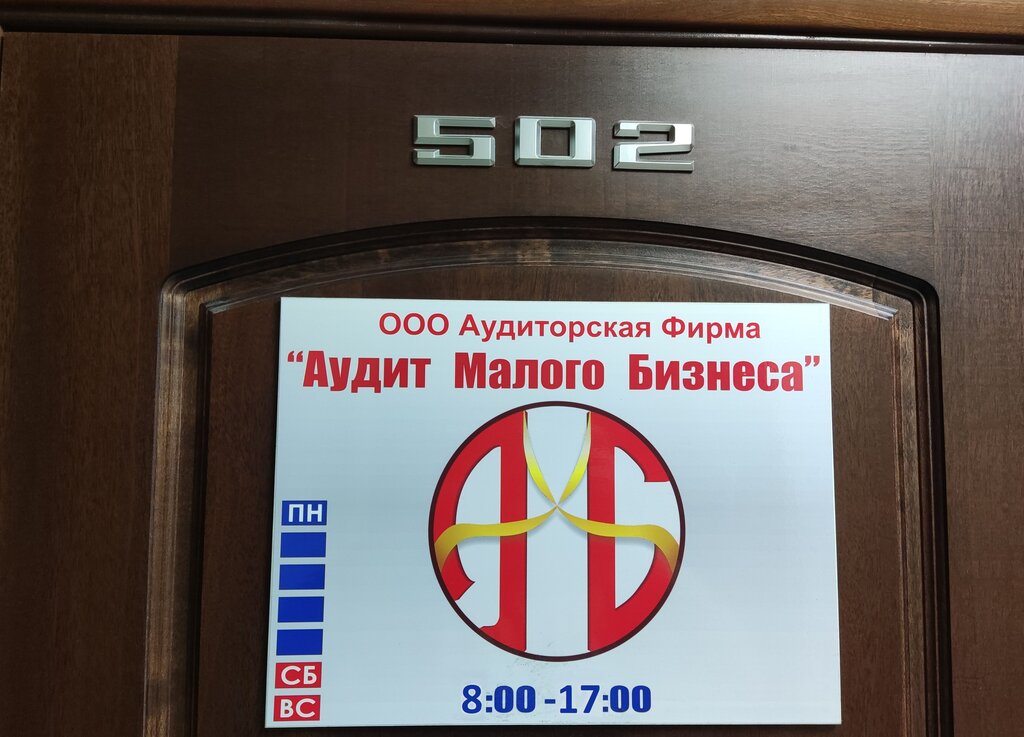 502
ООО Аудиторская Фирма
“Аудит Малого Бизнеса”
АМБ
ПН
СБ
ВС
8:00 -17:00